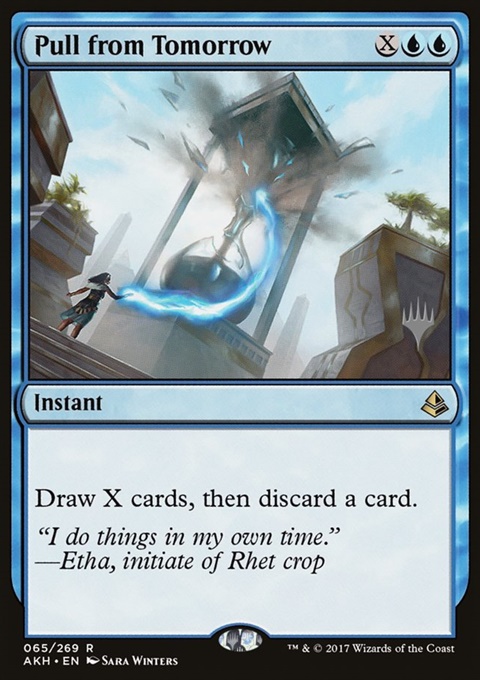 Pull from Tomorrow X
Instant
Draw X cards, then discard a card.
“I do things in my own time.”
—Etha, initiate of Rhet crop
065/269 R
AKH • EN Sara Winters
™ & © 2017 Wizards of the Coast